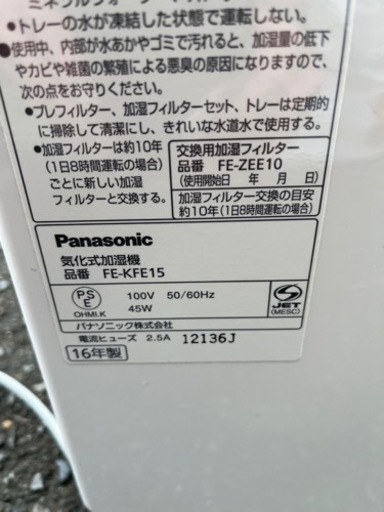 ●トレーの水が凍結した状態で運転しない。
●使用中、内部が水あかやゴミで汚れると、加湿量の低下
やカビや雑菌の繁殖による悪臭の原因になりますので、
次の点をお守りください。
●プレフィルター、加湿フィルターセット、トレーは定期的
に掃除して清潔にし、きれいな水道水で使用する。
●加湿フィルターは約10年
(1日8時間運転の場合)
ごとに新しい加湿
フィルターと交換する。
交換用加湿フィルター
品番 FE-ZEE10
(使用開始日 年 月 日)
加湿フィルター交換の目安
約10年(1日8時間運転の場合)
Panasonic
気化式加湿機
品番 FE-KFE15
PS
E
OHMI.K
100V 50/60Hz
45W
S
JET
(MESC)
パナソニック株式会社
電流ヒューズ 2.5A 12136J
16年製